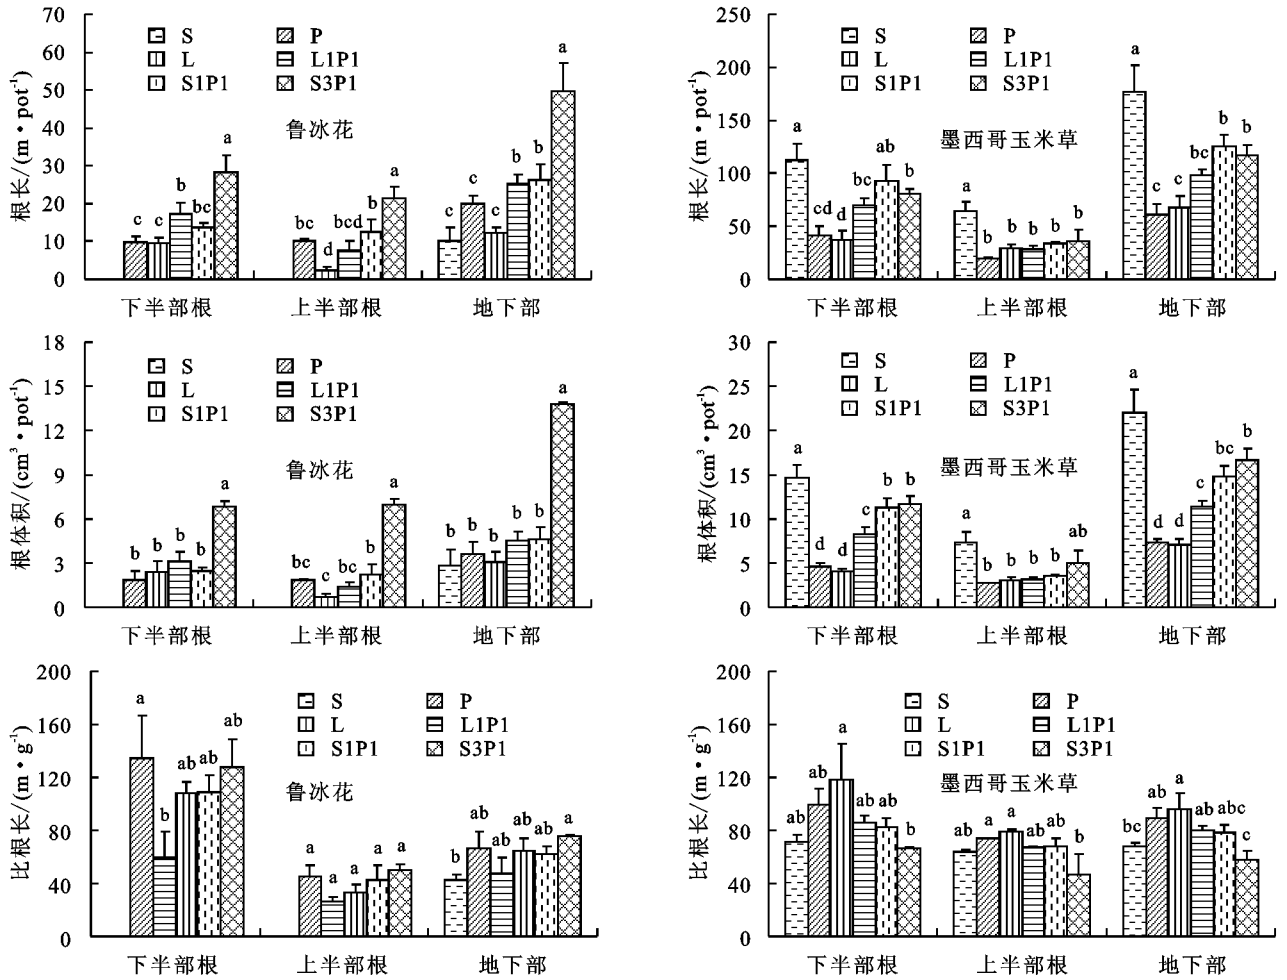 70
60
50
40
30
20
10
0
根长/(m·pot⁻¹)
S P
L L1P1
S1P1 S3P1
鲁冰花
c c b bc a
bc d bcd b a
c c c b b a
下半部根 上半部根 地下部
250
200
150
100
50
0
根长/(m·pot⁻¹)
S P
L L1P1
S1P1 S3P1
墨西哥玉米草
a cd d bc ab b
a b b b b b
a c c bc b b
下半部根 上半部根 地下部
18
15
12
9
6
3
0
根体积/(cm³·pot⁻¹)
S P
L L1P1
S1P1 S3P1
鲁冰花
b b b b a
bc c bc b a
b b b b b a
下半部根 上半部根 地下部
30
25
20
15
10
5
0
根体积/(cm³·pot⁻¹)
S P
L L1P1
S1P1 S3P1
墨西哥玉米草
a d d c b b
a b b b b ab
a d d c bc b
下半部根 上半部根 地下部
200
160
120
80
40
0
比根长/(m·g⁻¹)
S P
L L1P1
S1P1 S3P1
鲁冰花
a b ab ab ab
a a a a a
b ab ab ab ab a
下半部根 上半部根 地下部
200
160
120
80
40
0
比根长/(m·g⁻¹)
S P
L L1P1
S1P1 S3P1
墨西哥玉米草
ab ab a ab ab b
ab a a ab ab b
bc ab a ab abc c
下半部根 上半部根 地下部